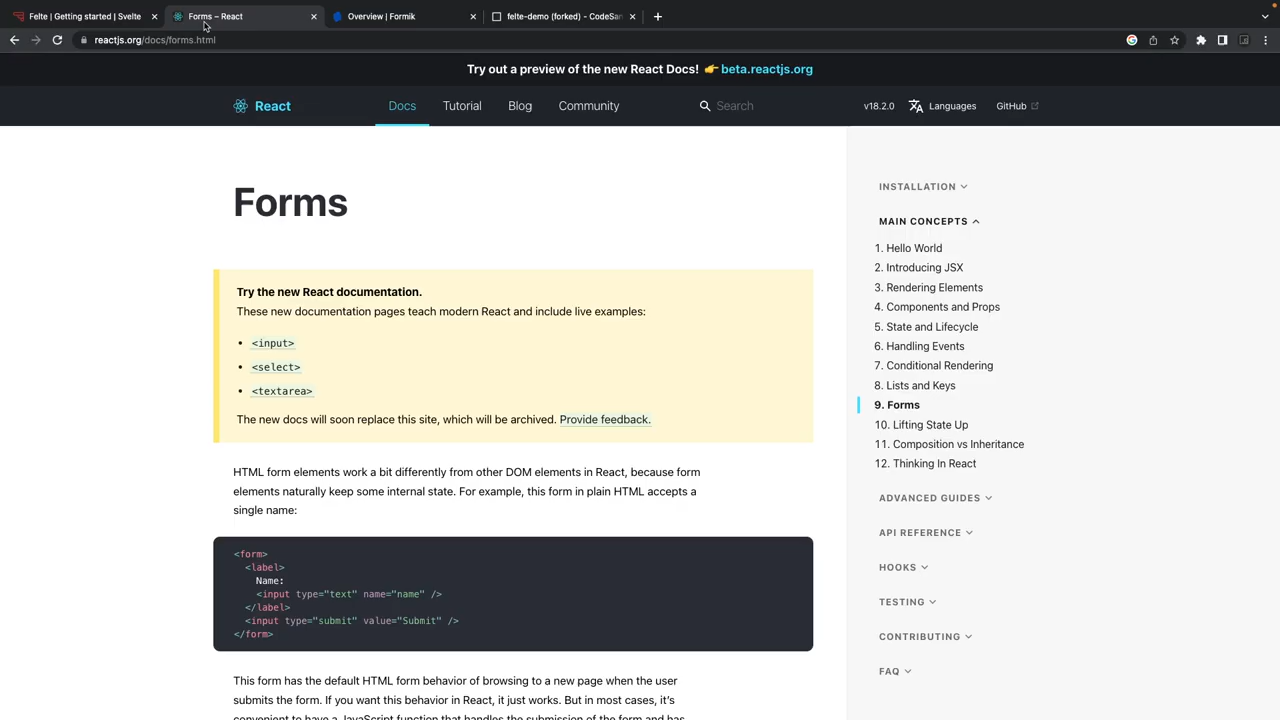 Felte | Getting started | Svelte
Forms – React
Overview | Formik
felte-demo (forked) - CodeSan
reactjs.org/docs/forms.html
Try out a preview of the new React Docs! 👉 beta.reactjs.org
React
Docs
Tutorial
Blog
Community
Search
v18.2.0
Languages
GitHub
Forms
Try the new React documentation.
These new documentation pages teach modern React and include live examples:
• <input>
• <select>
• <textarea>
The new docs will soon replace this site, which will be archived. Provide feedback.
HTML form elements work a bit differently from other DOM elements in React, because form
elements naturally keep some internal state. For example, this form in plain HTML accepts a
single name:
<form>
<label>
Name:
<input type="text" name="name" />
</label>
<input type="submit" value="Submit" />
</form>
This form has the default HTML form behavior of browsing to a new page when the user
submits the form. If you want this behavior in React, it just works. But in most cases, it's
convenient to have a JavaScript function that handles the submission of the form and has
INSTALLATION
MAIN CONCEPTS
1. Hello World
2. Introducing JSX
3. Rendering Elements
4. Components and Props
5. State and Lifecycle
6. Handling Events
7. Conditional Rendering
8. Lists and Keys
9. Forms
10. Lifting State Up
11. Composition vs Inheritance
12. Thinking In React
ADVANCED GUIDES
API REFERENCE
HOOKS
TESTING
CONTRIBUTING
FAQ